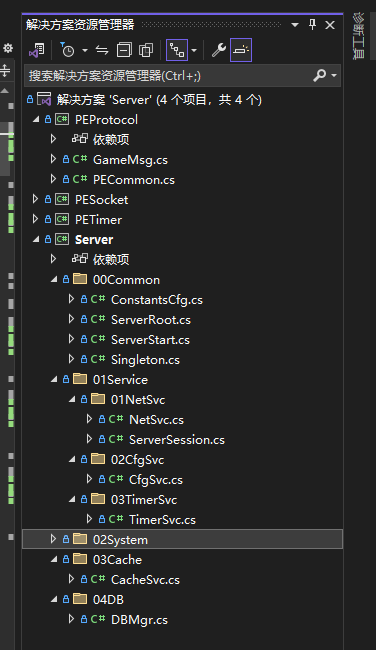 解决方案资源管理器
诊断工具
搜索解决方案资源管理器(Ctrl+;)
解决方案 'Server' (4 个项目，共 4 个)
PEProtocol
依赖项
GameMsg.cs
PECommon.cs
PESocket
PETimer
Server
依赖项
00Common
ConstantsCfg.cs
ServerRoot.cs
ServerStart.cs
Singleton.cs
01Service
01NetSvc
NetSvc.cs
ServerSession.cs
02CfgSvc
CfgSvc.cs
03TimerSvc
TimerSvc.cs
02System
03Cache
CacheSvc.cs
04DB
DBMgr.cs